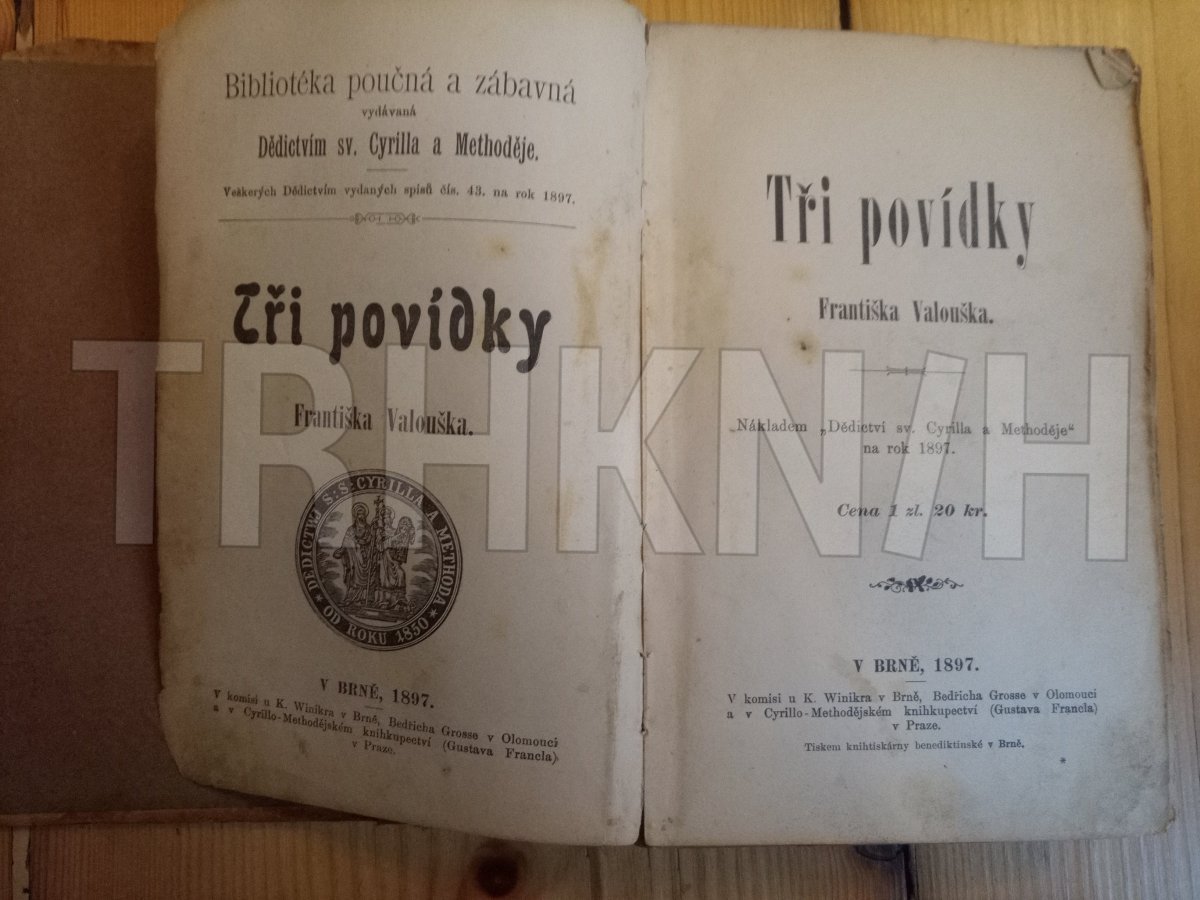 Bibliotéka poučná a zábavná
vydávaná
Dědictvím sv. Cyrilla a Methoděje.
Veškerých Dědictvím vydaných spisů čís. 43. na rok 1897.
Tři povídky
Františka Valouška.
DEDICTWJ S: S: CYRILLA A METHODA
* OD ROKU 1850 *
V BRNĚ, 1897.
V komisi u K. Winikra v Brně, Bedřicha Grosse v Olomouci
a v Cyrillo-Methodějském knihkupectví (Gustava Francla)
v Praze.
Tři povídky
Františka Valouška.
Nákladem „Dědictví sv. Cyrilla a Methoděje“
na rok 1897.
Cena 1 zl. 20 kr.
V BRNĚ, 1897.
V komisi u K. Winikra v Brně, Bedřicha Grosse v Olomouci
a v Cyrillo-Methodějském knihkupectví (Gustava Francla)
v Praze.
Tiskem knihtiskárny benediktinské v Brně.
*
TRHKNIH